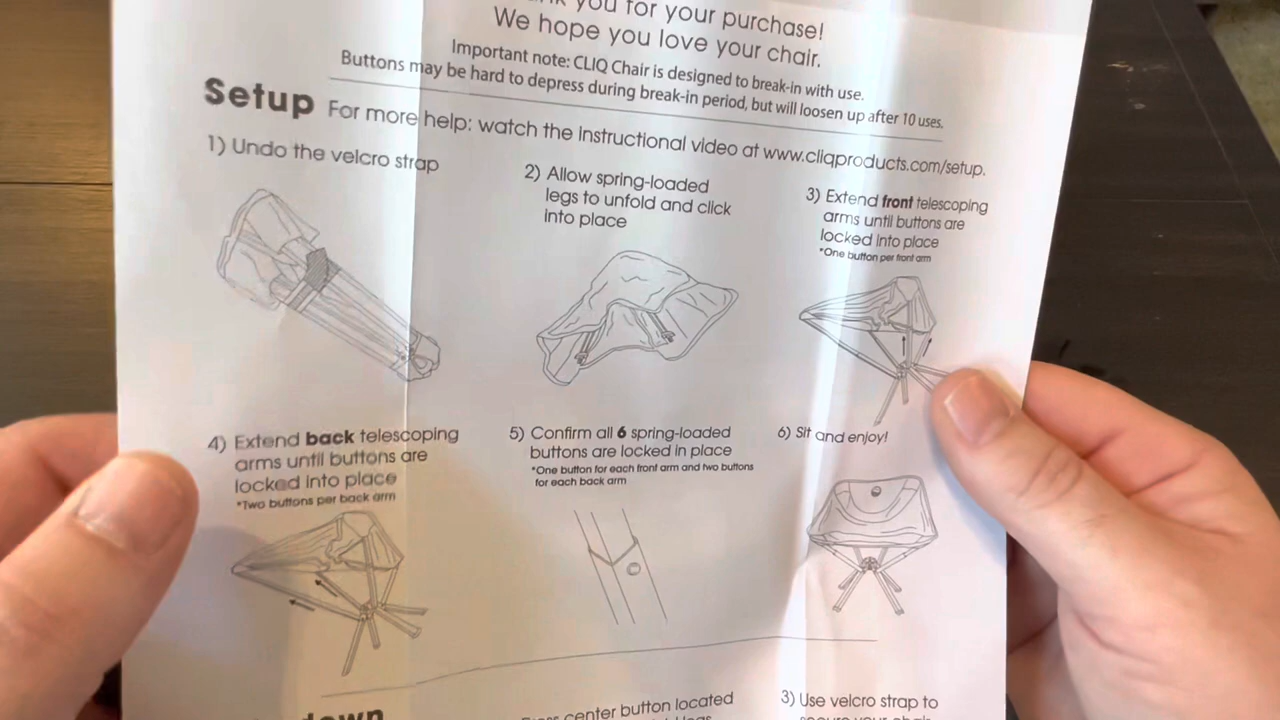 you for your purchase!
We hope you love your chair.
Important note: CLIQ Chair is designed to break-in with use.
Buttons may be hard to depress during break-in period, but will loosen up after 10 uses.
Setup For more help: watch the instructional video at www.cliqproducts.com/setup.
1) Undo the velcro strap
2) Allow spring-loaded
legs to unfold and click
into place
3) Extend front telescoping
arms until buttons are
locked into place
*One button per front arm
4) Extend back telescoping
arms until buttons are
locked into place
*Two buttons per back arm
5) Confirm all 6 spring-loaded
buttons are locked in place
*One button for each front arm and two buttons
for each back arm
6) Sit and enjoy!
center button located
3) Use velcro strap to